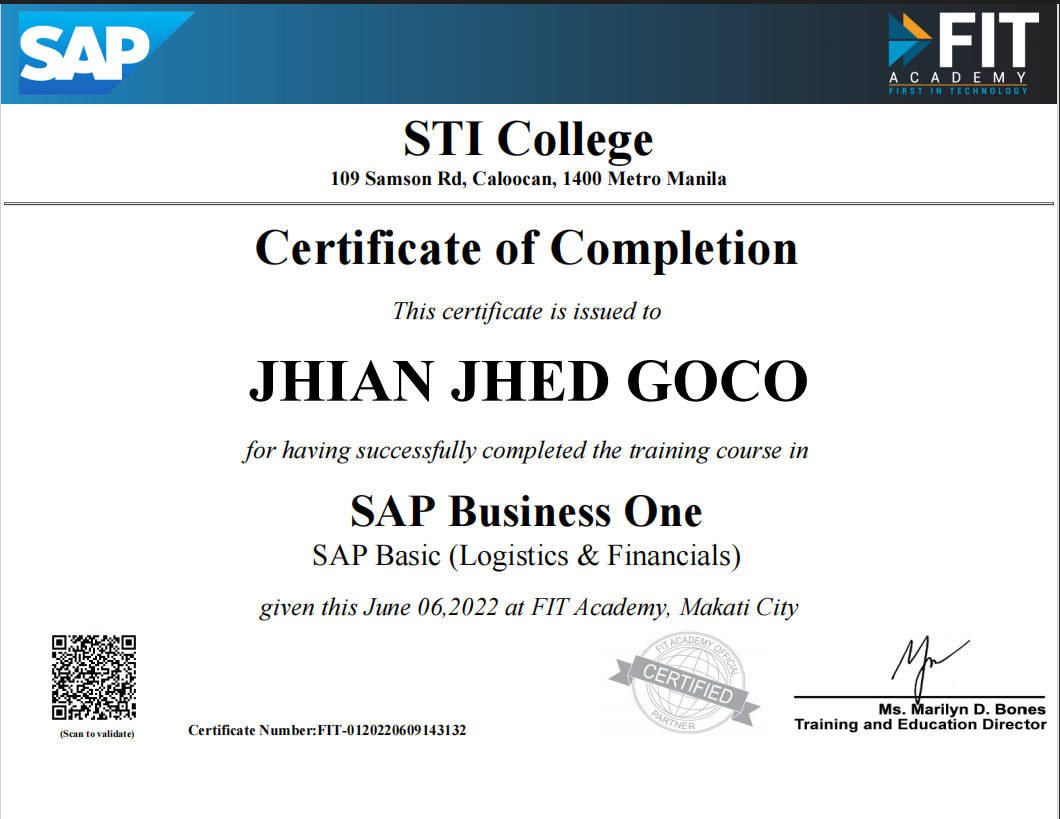 SAP
FIT
ACADEMY
FIRST IN TECHNOLOGY
STI College
109 Samson Rd, Caloocan, 1400 Metro Manila
Certificate of Completion
This certificate is issued to
JHIAN JHED GOCO
for having successfully completed the training course in
SAP Business One
SAP Basic (Logistics & Financials)
given this June 06,2022 at FIT Academy, Makati City
FIT ACADEMY OFFICIAL
CERTIFIED
PARTNER
(Scan to validate)
Certificate Number:FIT-0120220609143132
Ms. Marilyn D. Bones
Training and Education Director